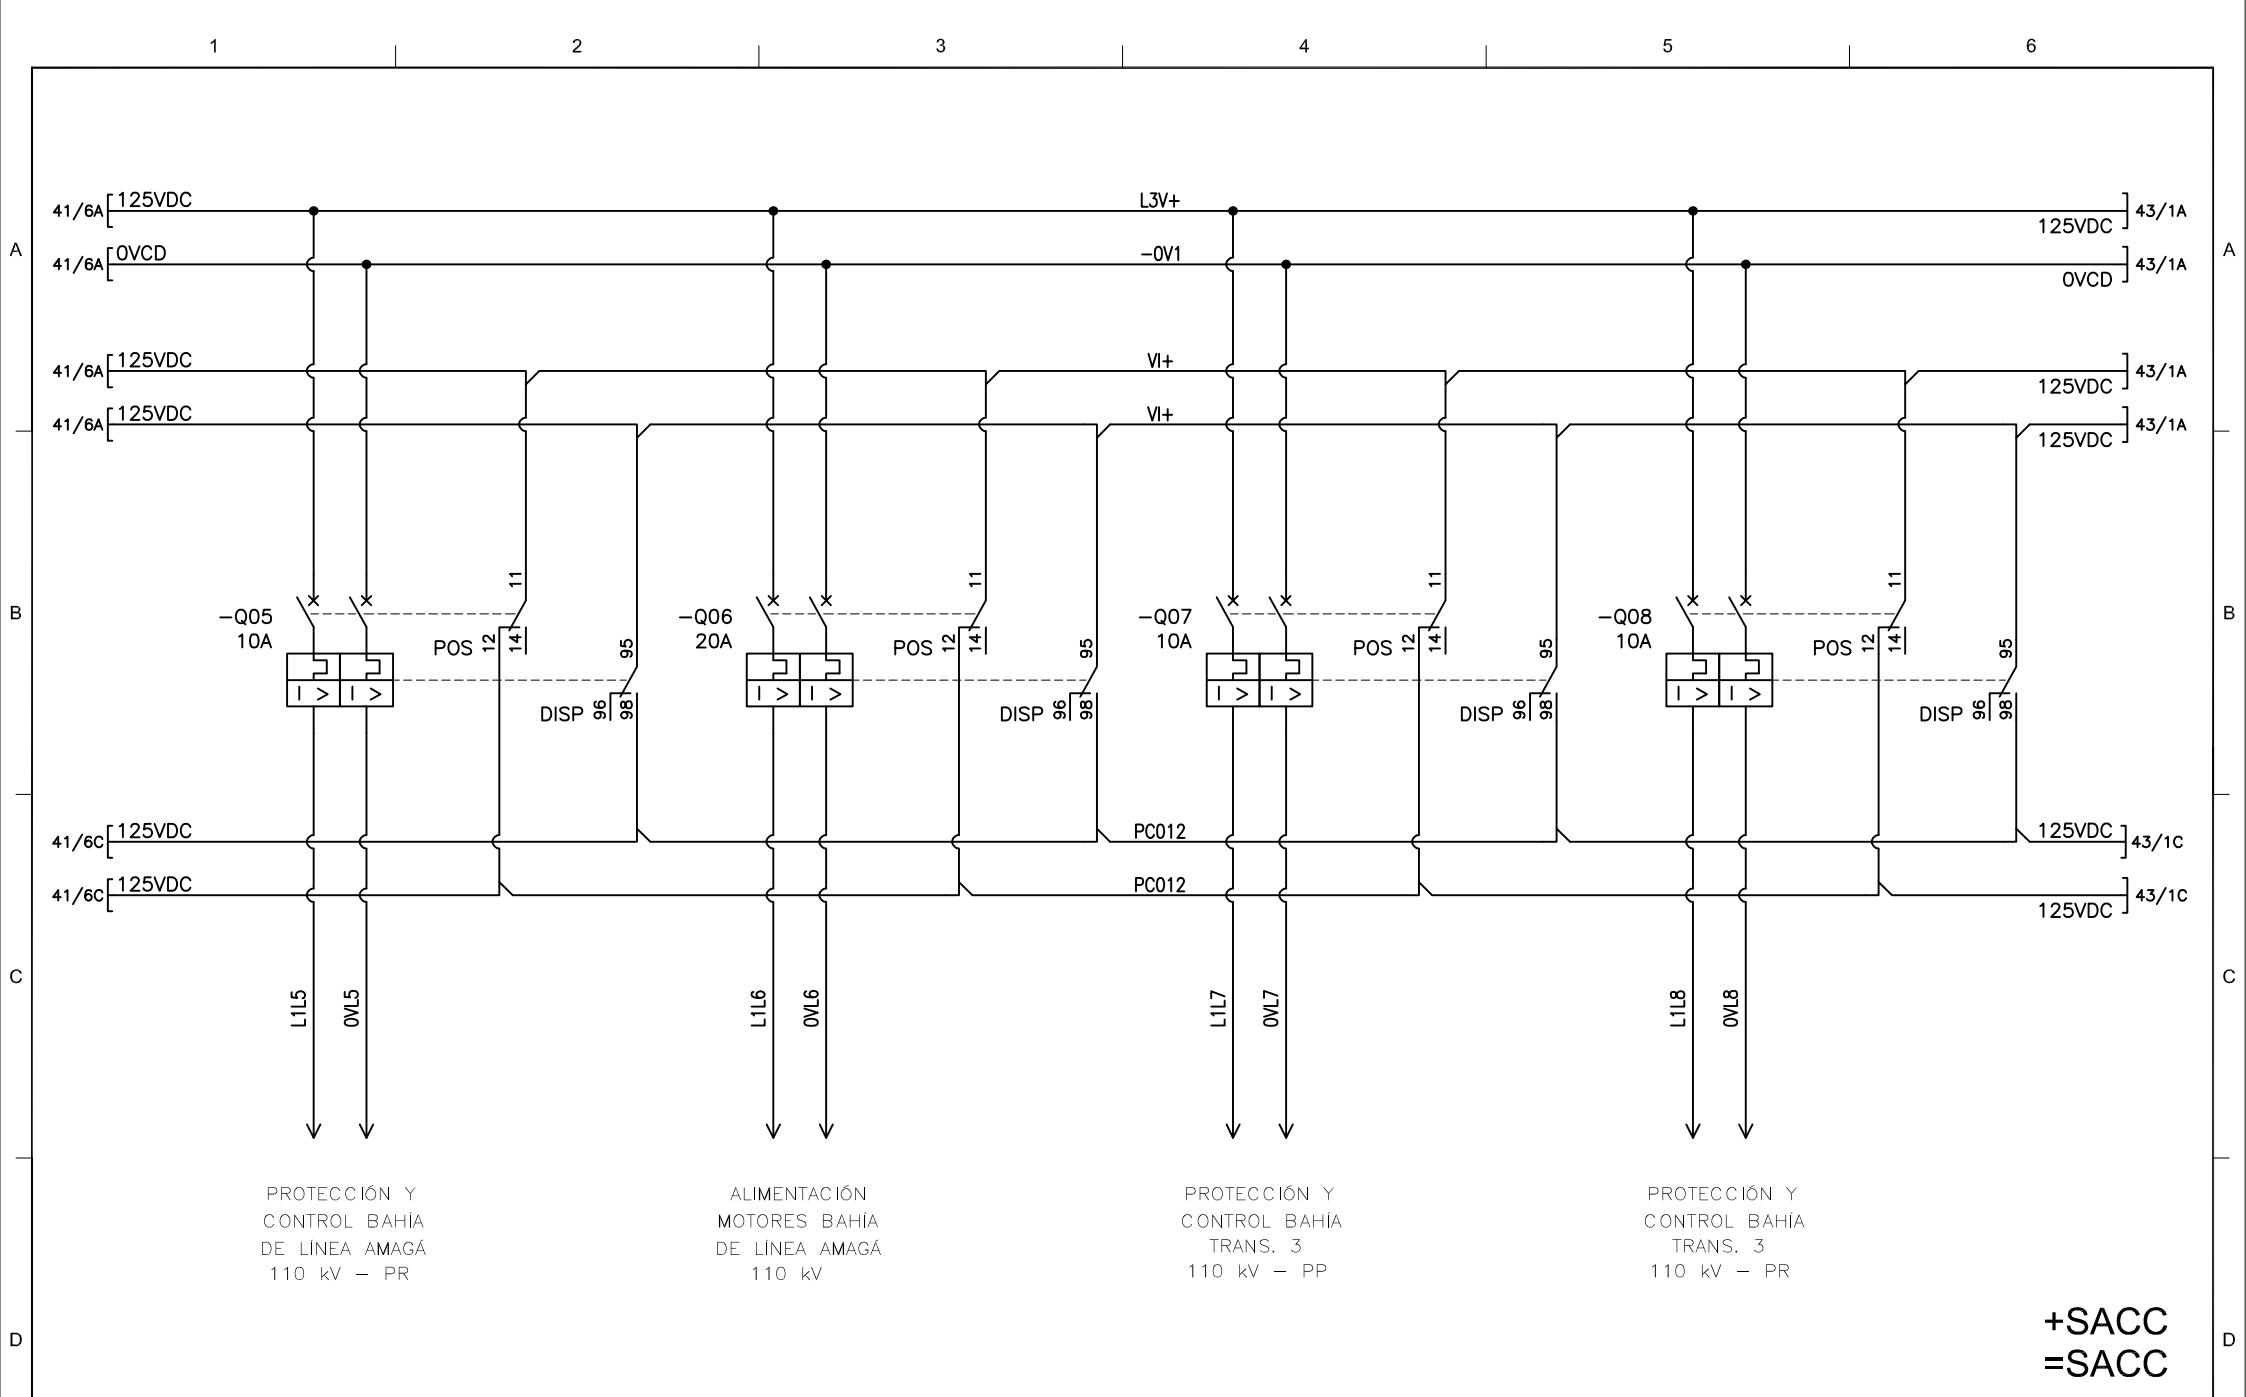 1 2 3 4 5 6
41/6A 125VDC L3V+ 125VDC 43/1A
A 41/6A 0VCD -0V1 0VCD 43/1A A
41/6A 125VDC VI+ 125VDC 43/1A
41/6A 125VDC VI+ 125VDC 43/1A
11 11 11 11
B -Q05 -Q06 -Q07 -Q08 B
10A POS 12 14 95 20A POS 12 14 95 10A POS 12 14 95 10A POS 12 14 95
I > I > I > I > I > I > I > I >
DISP 96 98 DISP 96 98 DISP 96 98 DISP 96 98
41/6C 125VDC PC012 125VDC 43/1C
41/6C 125VDC PC012 125VDC 43/1C
C C
L1L5 0VL5 L1L6 0VL6 L1L7 0VL7 L1L8 0VL8
PROTECCIÓN Y
CONTROL BAHÍA
DE LÍNEA AMAGÁ
110 kV – PR
ALIMENTACIÓN
MOTORES BAHÍA
DE LÍNEA AMAGÁ
110 kV
PROTECCIÓN Y
CONTROL BAHÍA
TRANS. 3
110 kV – PP
PROTECCIÓN Y
CONTROL BAHÍA
TRANS. 3
110 kV – PR
+SACC
D D
=SACC